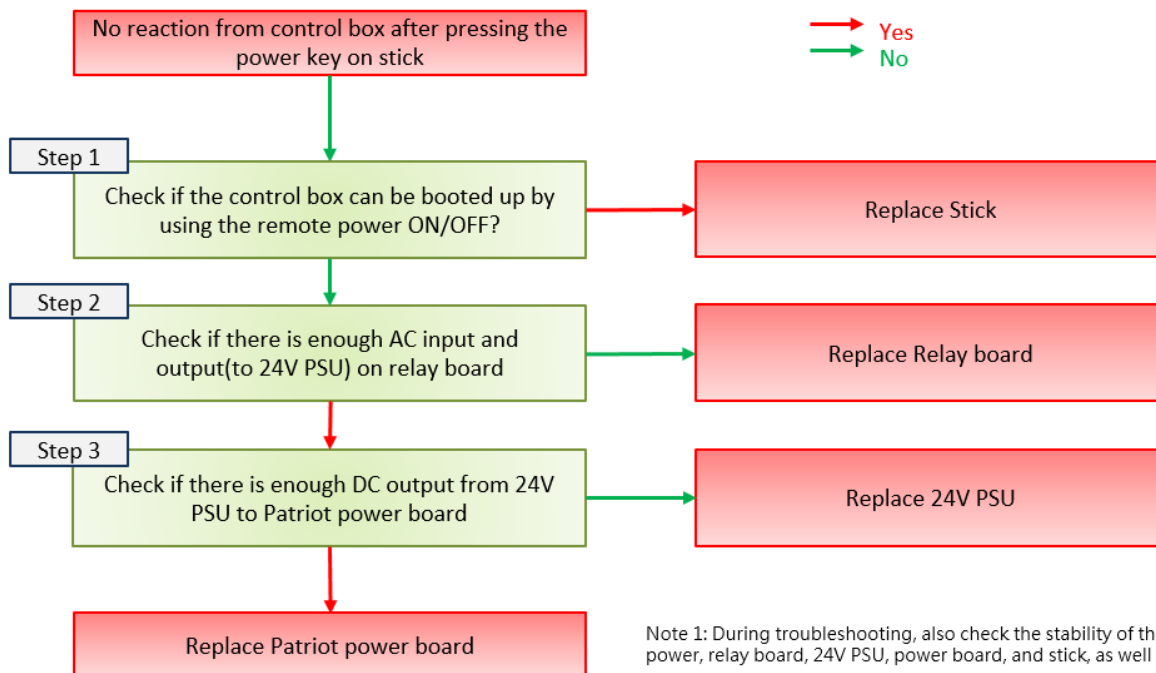 No reaction from control box after pressing the
power key on stick
Yes
No
Step 1
Check if the control box can be booted up by
using the remote power ON/OFF?
Replace Stick
Step 2
Check if there is enough AC input and
output(to 24V PSU) on relay board
Replace Relay board
Step 3
Check if there is enough DC output from 24V
PSU to Patriot power board
Replace 24V PSU
Replace Patriot power board
Note 1: During troubleshooting, also check the stability of
power, relay board, 24V PSU, power board, and stick, as well